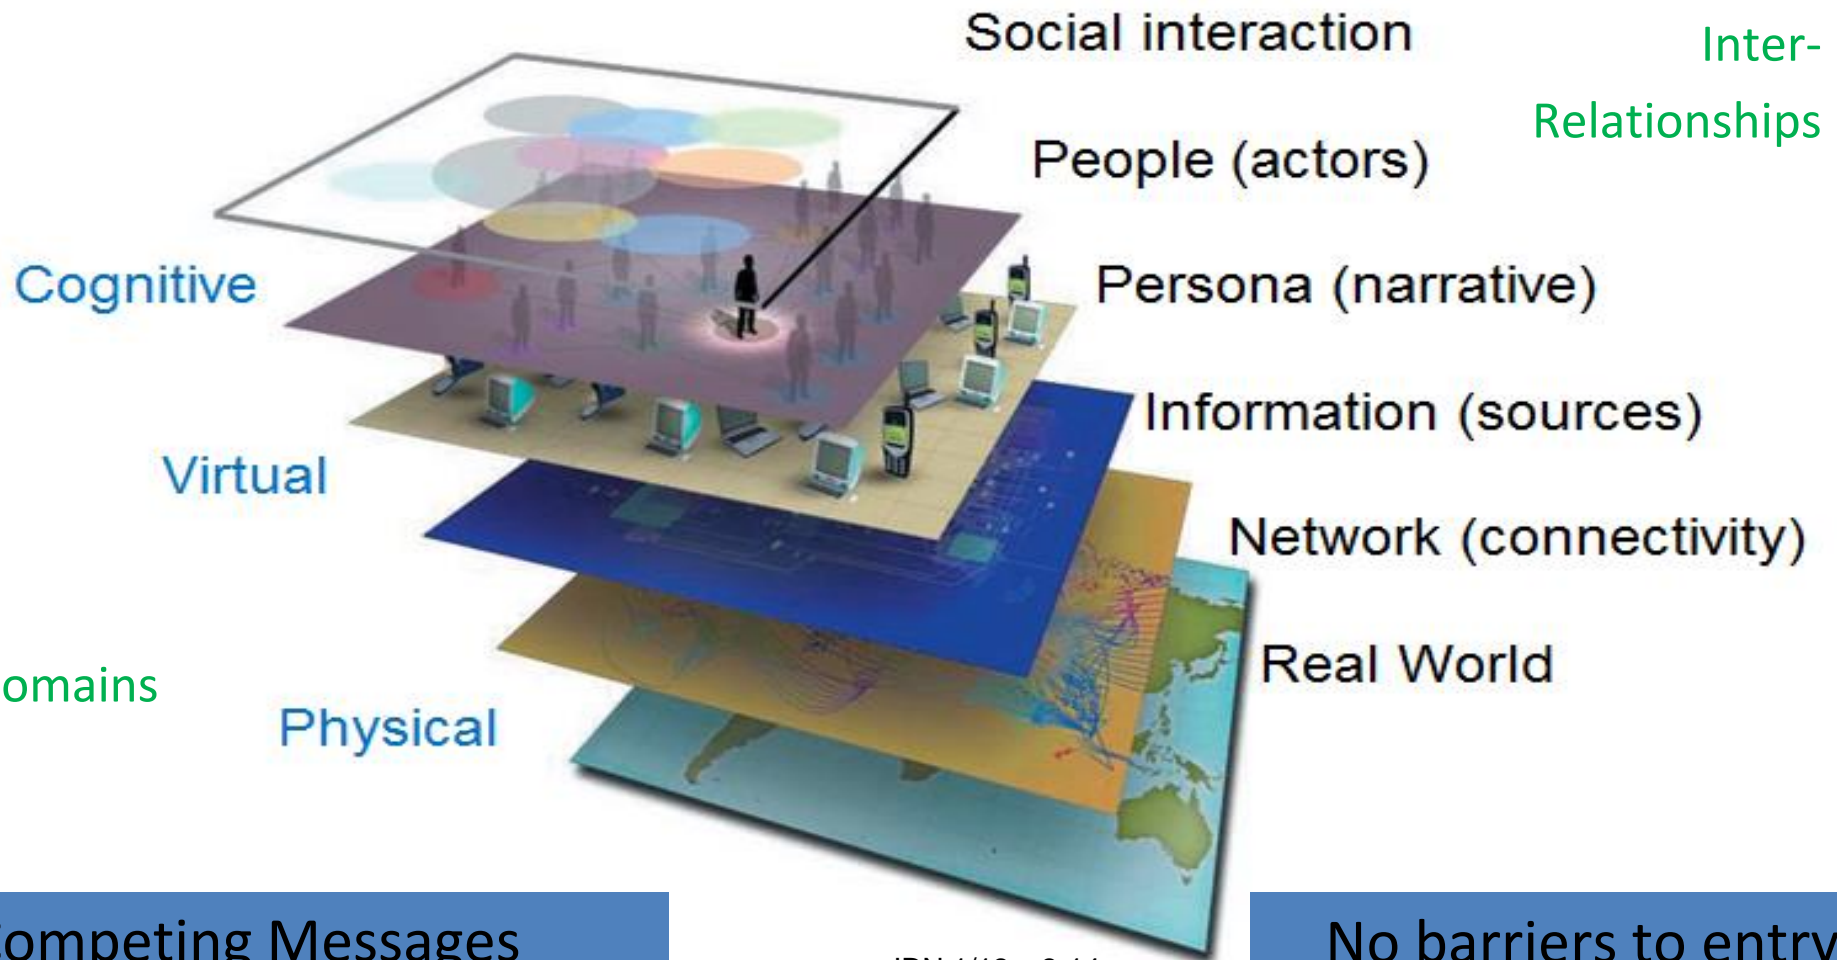 Social interaction
Inter-
Relationships
People (actors)
Cognitive
Persona (narrative)
Information (sources)
Virtual
Network (connectivity)
Real World
omains
Physical
ompeting Messages
No barriers to entry